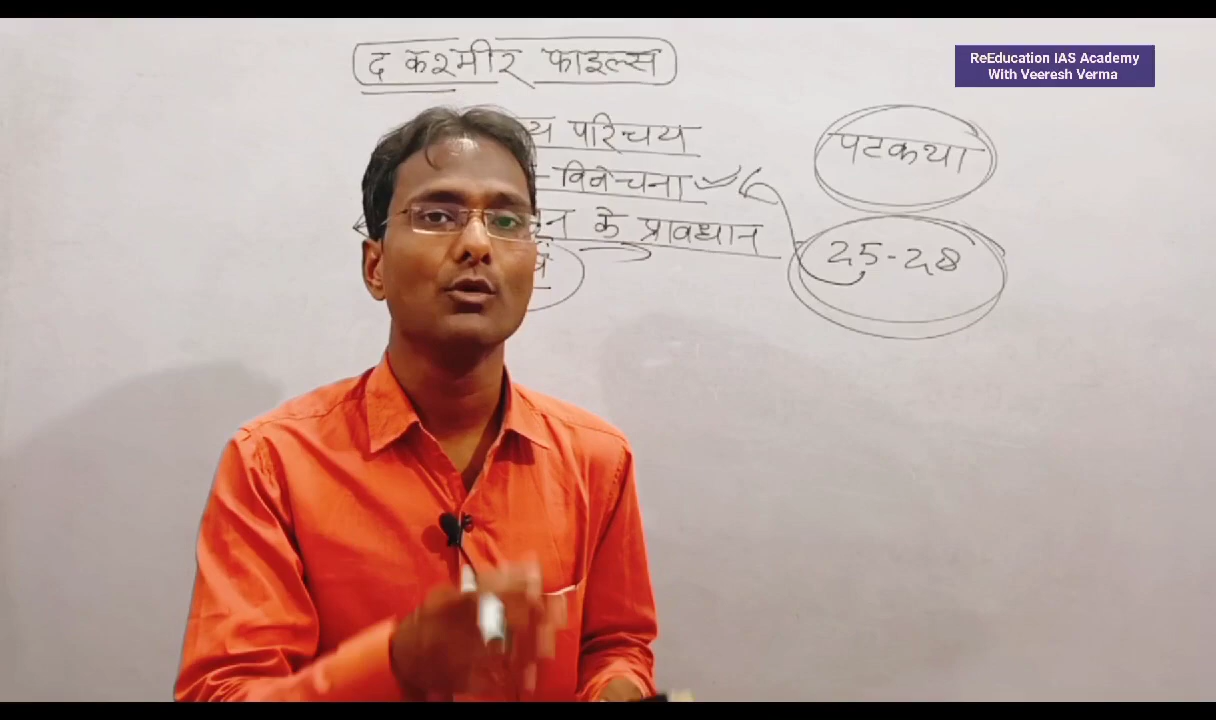 द कश्मीर फाइल्स
ReEducation IAS Academy
With Veeresh Verma
परिचय
पटकथा
विवेचना
के प्रावधान
25-28